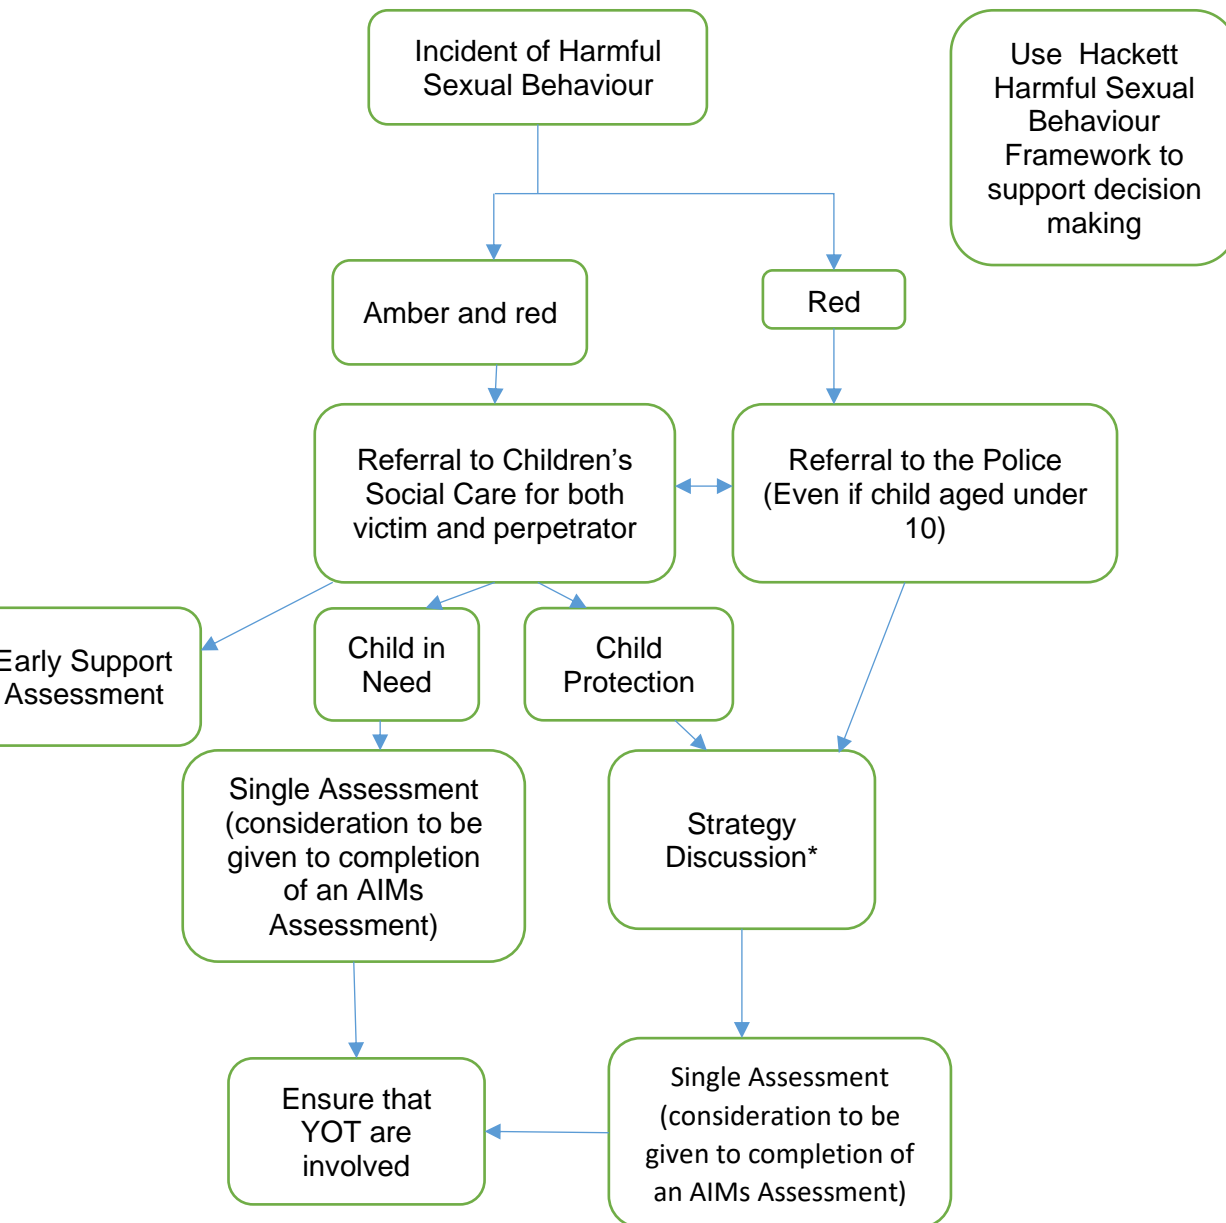 Incident of Harmful
Sexual Behaviour
Use Hackett
Harmful Sexual
Behaviour
Framework to
support decision
making
Amber and red
Red
Referral to Children’s
Social Care for both
victim and perpetrator
Referral to the Police
(Even if child aged under
10)
Early Support
Assessment
Child in
Need
Child
Protection
Single Assessment
(consideration to be
given to completion
of an AIMs
Assessment)
Strategy
Discussion*
Ensure that
YOT are
involved
Single Assessment
(consideration to be
given to completion of
an AIMs Assessment)